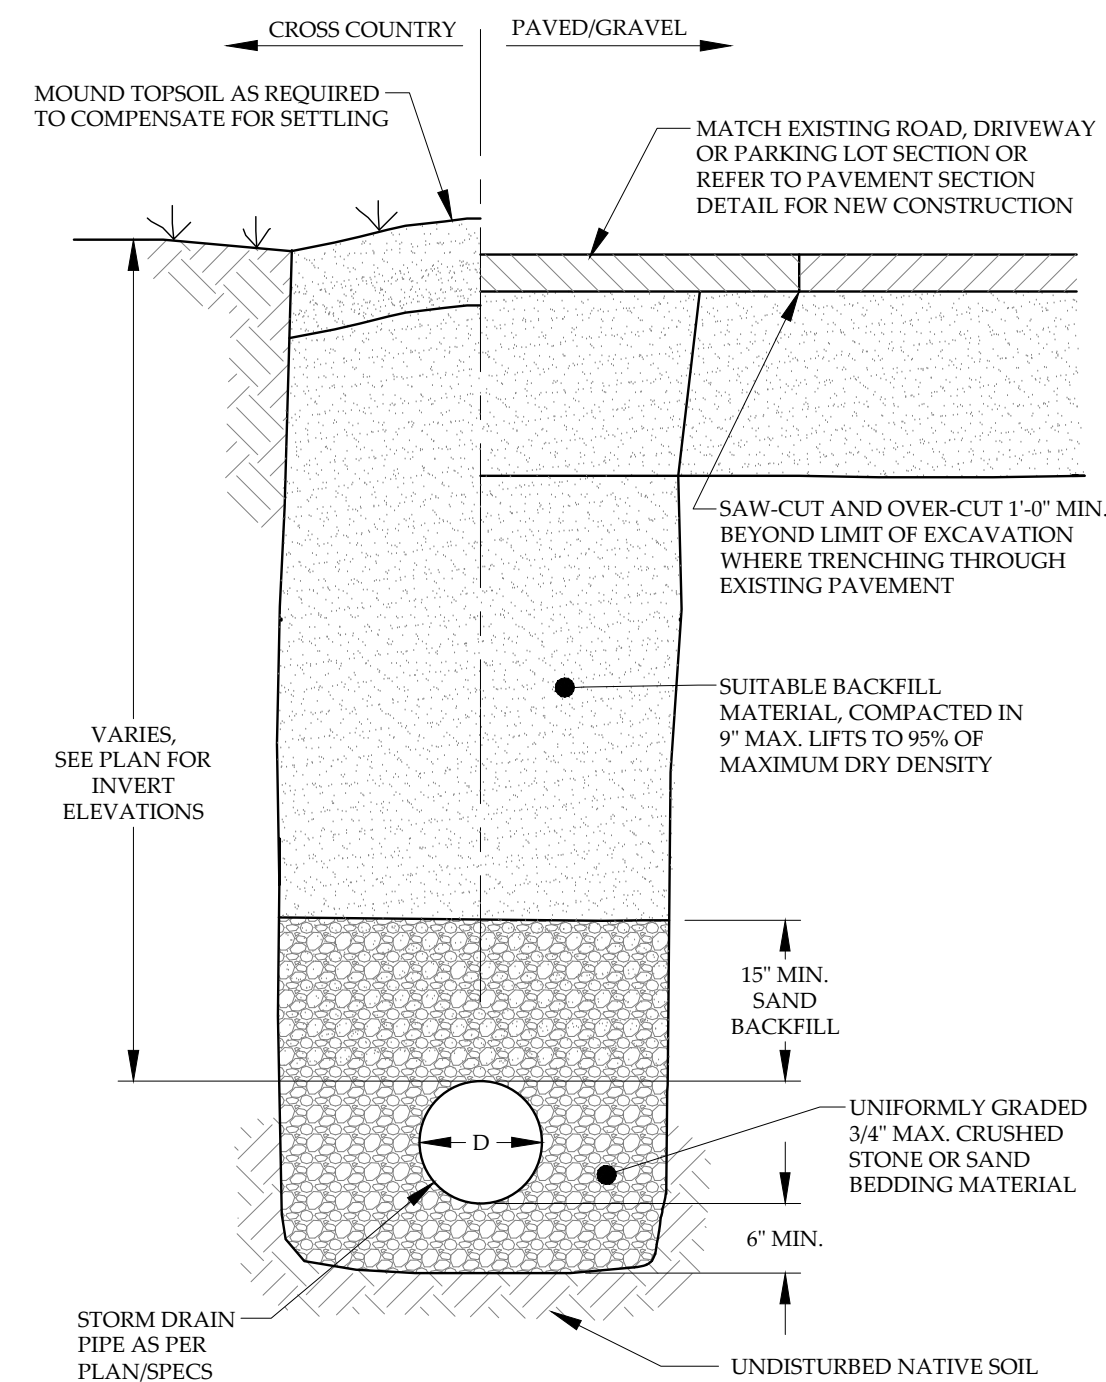 CROSS COUNTRY
PAVED/GRAVEL
MOUND TOPSOIL AS REQUIRED
TO COMPENSATE FOR SETTLING
MATCH EXISTING ROAD, DRIVEWAY
OR PARKING LOT SECTION OR
REFER TO PAVEMENT SECTION
DETAIL FOR NEW CONSTRUCTION
SAW-CUT AND OVER-CUT 1'-0" MIN.
BEYOND LIMIT OF EXCAVATION
WHERE TRENCHING THROUGH
EXISTING PAVEMENT
SUITABLE BACKFILL
MATERIAL, COMPACTED IN
9" MAX. LIFTS TO 95% OF
MAXIMUM DRY DENSITY
VARIES,
SEE PLAN FOR
INVERT
ELEVATIONS
15" MIN.
SAND
BACKFILL
UNIFORMLY GRADED
3/4" MAX. CRUSHED
STONE OR SAND
BEDDING MATERIAL
D
6" MIN.
STORM DRAIN
PIPE AS PER
PLAN/SPECS
UNDISTURBED NATIVE SOIL